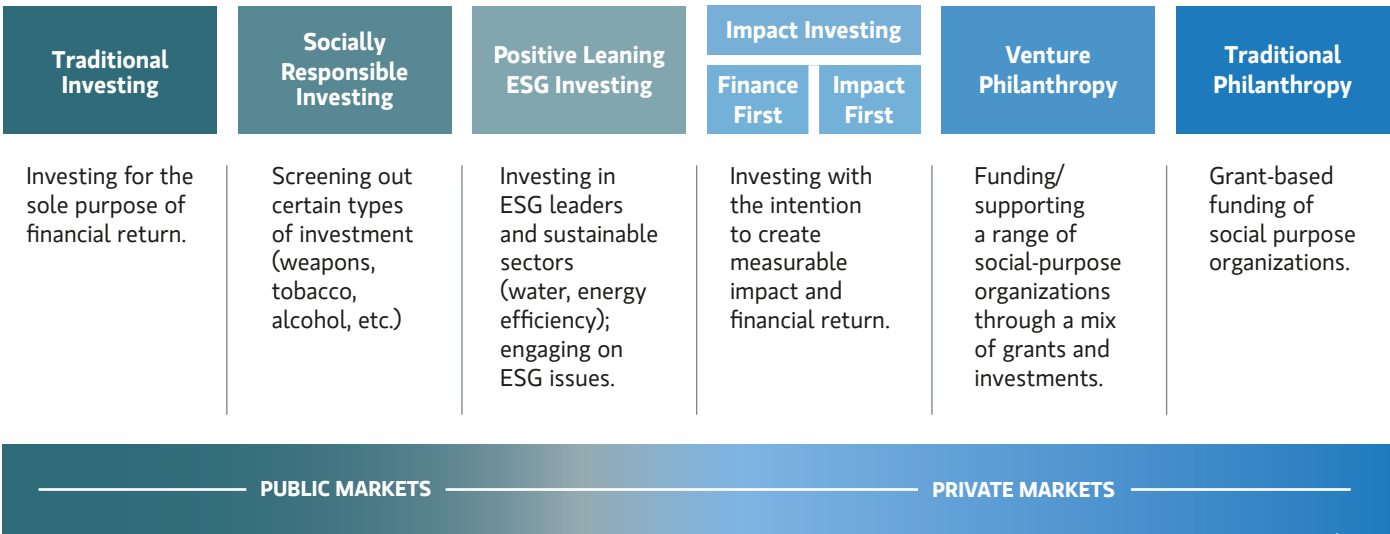 Traditional
Investing
Socially
Responsible
Investing
Positive Leaning
ESG Investing
Impact Investing
Finance
First
Impact
First
Venture
Philanthropy
Traditional
Philanthropy
Investing for the
sole purpose of
financial return.
Screening out
certain types
of investment
(weapons,
tobacco,
alcohol, etc.)
Investing in
ESG leaders
and sustainable
sectors
(water, energy
efficiency);
engaging on
ESG issues.
Investing with
the intention
to create
measurable
impact and
financial return.
Funding/
supporting
a range of
social-purpose
organizations
through a mix
of grants and
investments.
Grant-based
funding of
social purpose
organizations.
PUBLIC MARKETS
PRIVATE MARKETS